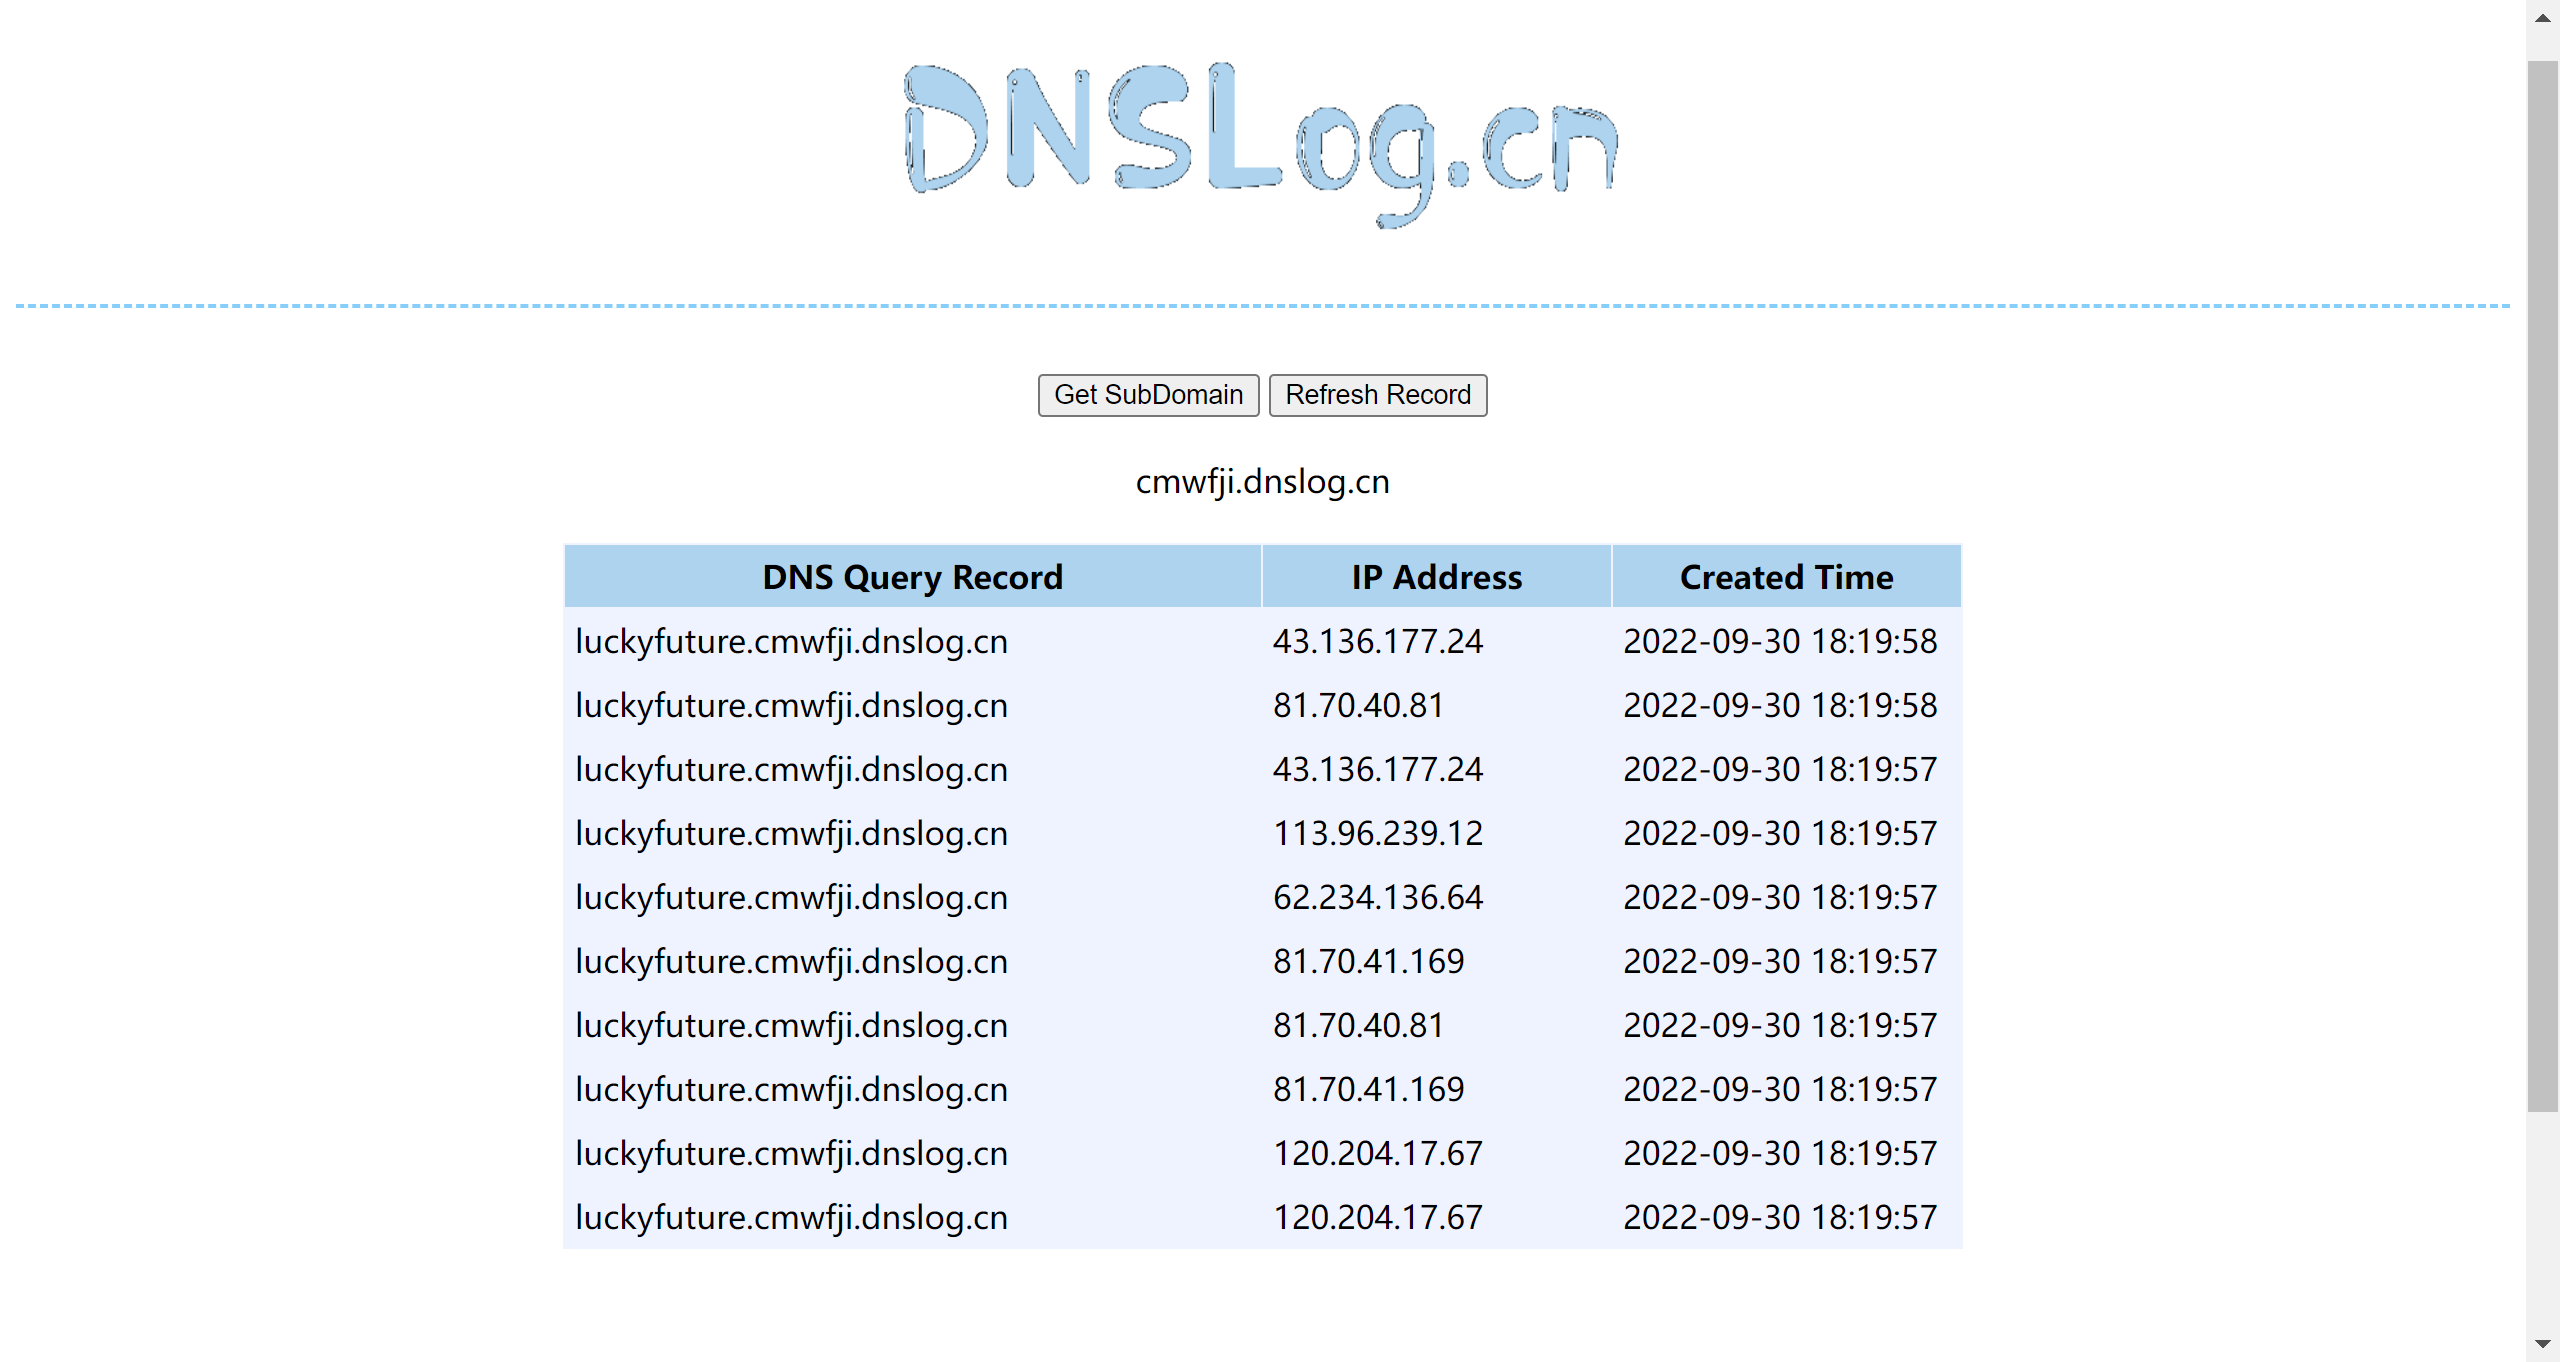 DNSLog.cn
Get SubDomain Refresh Record
cmwfji.dnslog.cn
DNS Query Record IP Address Created Time
luckyfuture.cmwfji.dnslog.cn 43.136.177.24 2022-09-30 18:19:58
luckyfuture.cmwfji.dnslog.cn 81.70.40.81 2022-09-30 18:19:58
luckyfuture.cmwfji.dnslog.cn 43.136.177.24 2022-09-30 18:19:57
luckyfuture.cmwfji.dnslog.cn 113.96.239.12 2022-09-30 18:19:57
luckyfuture.cmwfji.dnslog.cn 62.234.136.64 2022-09-30 18:19:57
luckyfuture.cmwfji.dnslog.cn 81.70.41.169 2022-09-30 18:19:57
luckyfuture.cmwfji.dnslog.cn 81.70.40.81 2022-09-30 18:19:57
luckyfuture.cmwfji.dnslog.cn 81.70.41.169 2022-09-30 18:19:57
luckyfuture.cmwfji.dnslog.cn 120.204.17.67 2022-09-30 18:19:57
luckyfuture.cmwfji.dnslog.cn 120.204.17.67 2022-09-30 18:19:57